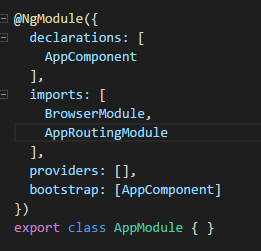 @NgModule({
  declarations: [
    AppComponent
  ],
  imports: [
    BrowserModule,
    AppRoutingModule
  ],
  providers: [],
  bootstrap: [AppComponent]
})
export class AppModule { }